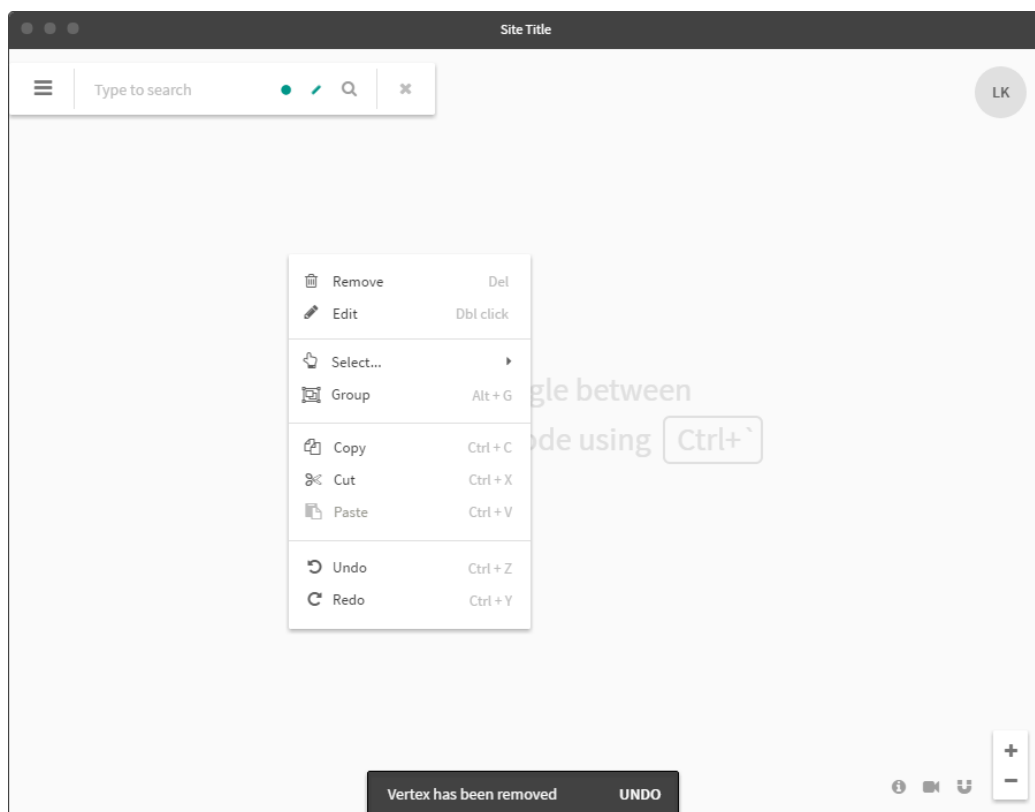 Site Title
Type to search
LK
Remove Del
Edit Dbl click
Select...
Group Alt + G
gle between
ode using Ctrl+`
Copy Ctrl + C
Cut Ctrl + X
Paste Ctrl + V
Undo Ctrl + Z
Redo Ctrl + Y
Vertex has been removed UNDO